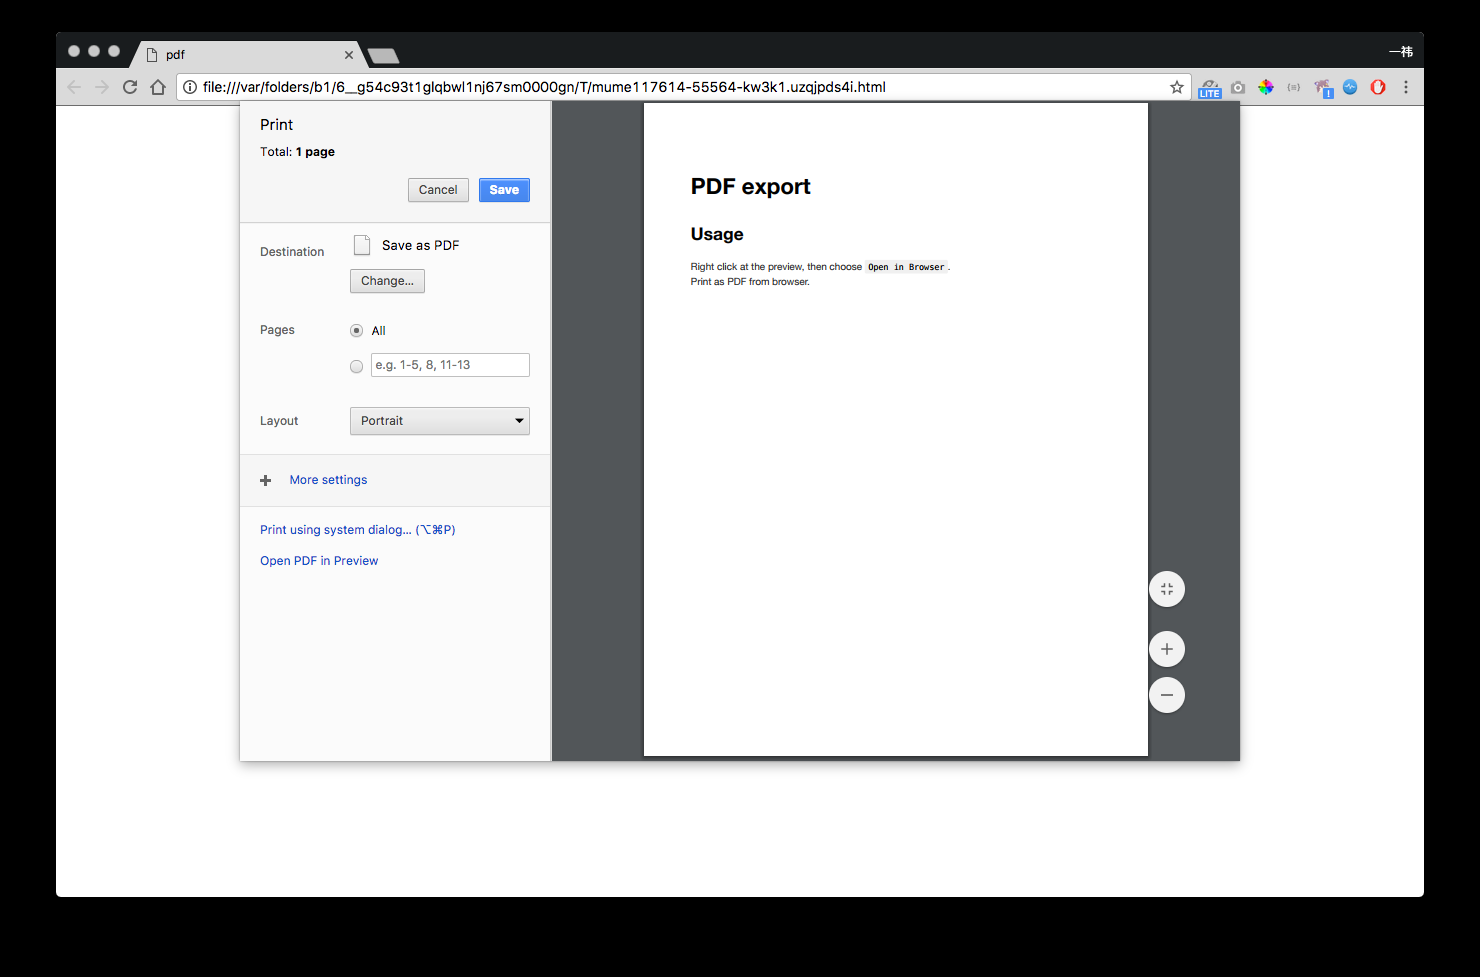 pdf
一祎
file:///var/folders/b1/6__g54c93t1glqbwl1nj67sm0000gn/T/mume117614-55564-kw3k1.uzqjpds4i.html
LITE
!
Print
Total: 1 page
Cancel
Save
Destination
Save as PDF
Change...
Pages
All
e.g. 1-5, 8, 11-13
Layout
Portrait
More settings
Print using system dialog... (⌥⌘P)
Open PDF in Preview
PDF export
Usage
Right click at the preview, then choose Open in Browser.
Print as PDF from browser.